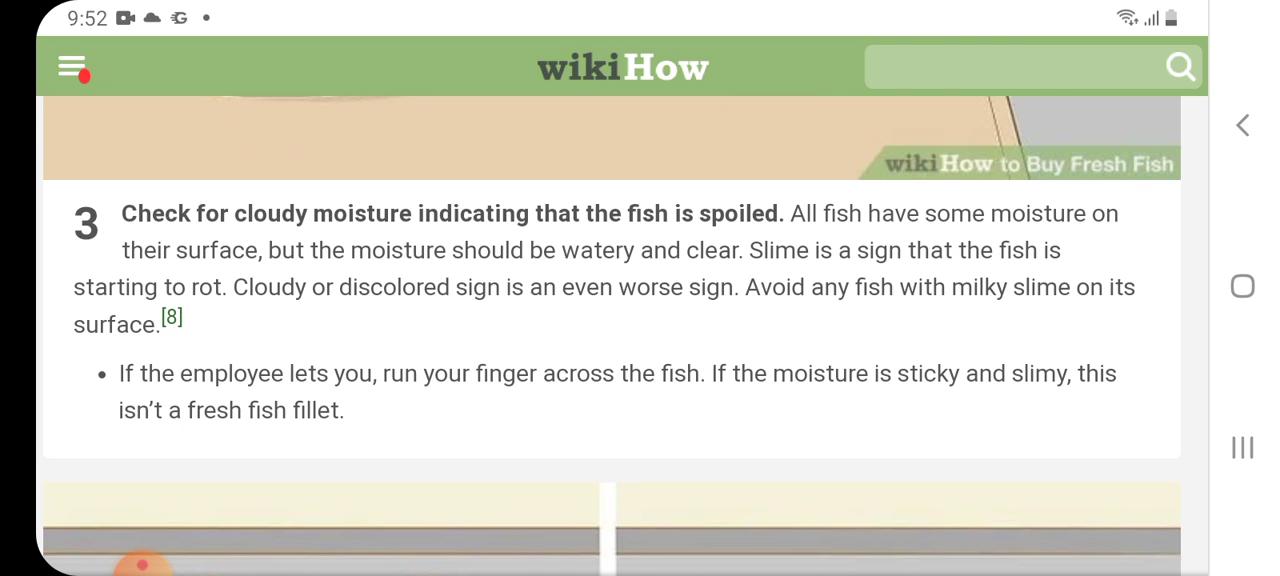 9:52
wikiHow
wikiHow to Buy Fresh Fish
3 Check for cloudy moisture indicating that the fish is spoiled. All fish have some moisture on
their surface, but the moisture should be watery and clear. Slime is a sign that the fish is
starting to rot. Cloudy or discolored sign is an even worse sign. Avoid any fish with milky slime on its
surface.[8]
• If the employee lets you, run your finger across the fish. If the moisture is sticky and slimy, this
isn’t a fresh fish fillet.